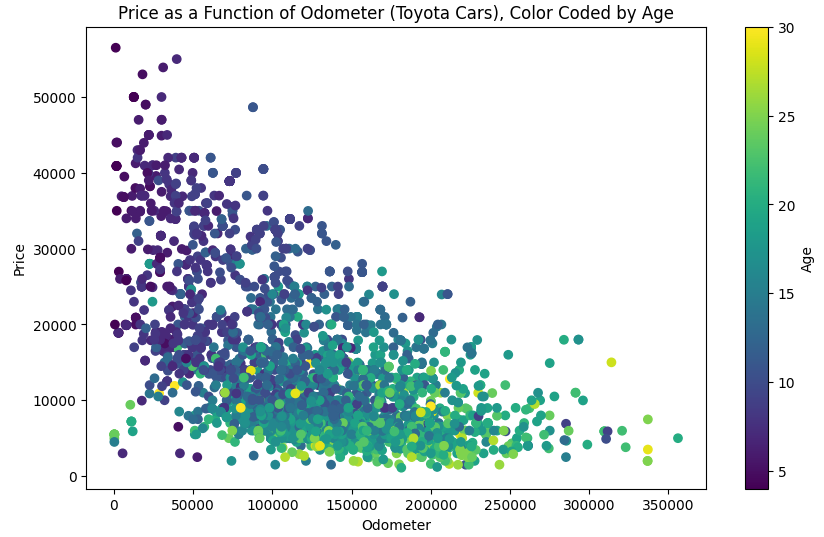 Price as a Function of Odometer (Toyota Cars), Color Coded by Age
30
50000
25
40000
20
30000
Price
Age
20000
15
10000
10
0
5
0 50000 100000 150000 200000 250000 300000 350000
Odometer